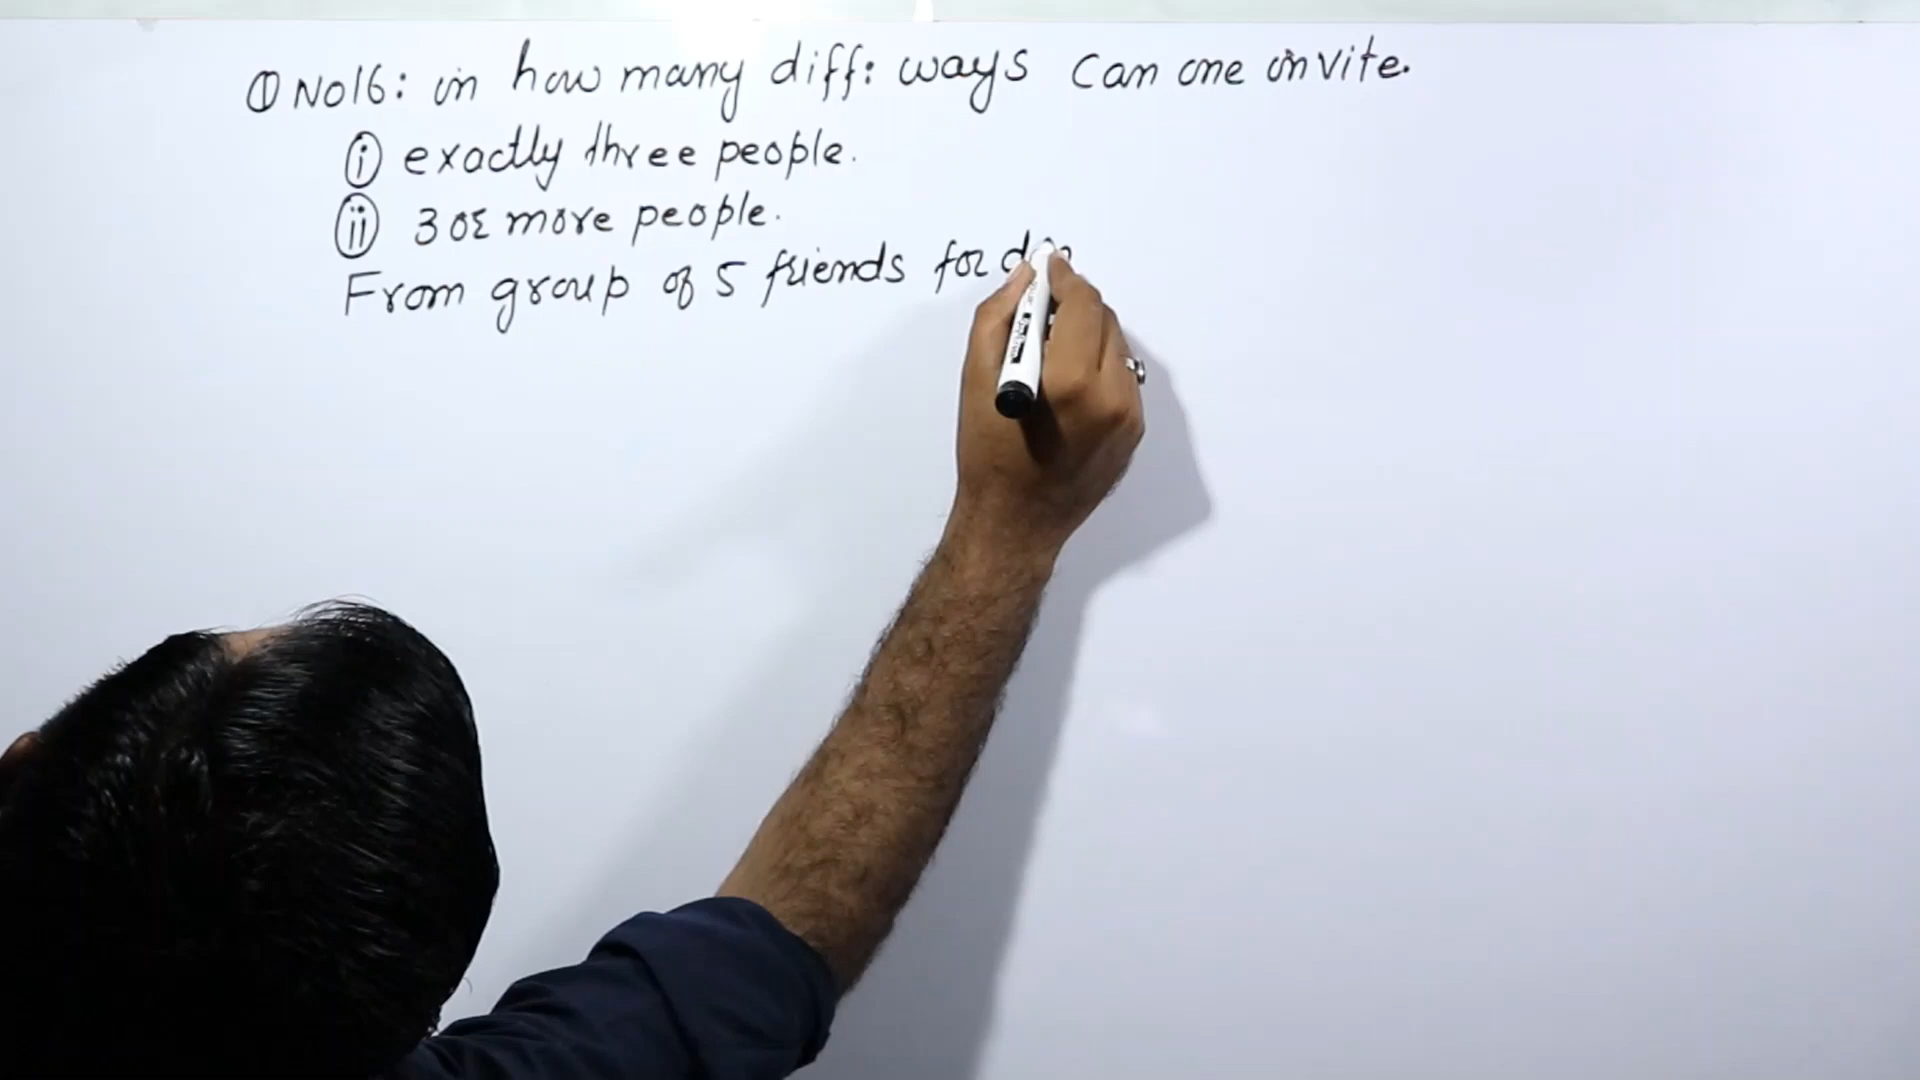 Q No16: in how many diff: ways can one invite.
(i) exactly three people.
(ii) 3 or more people.
From group of 5 friends for